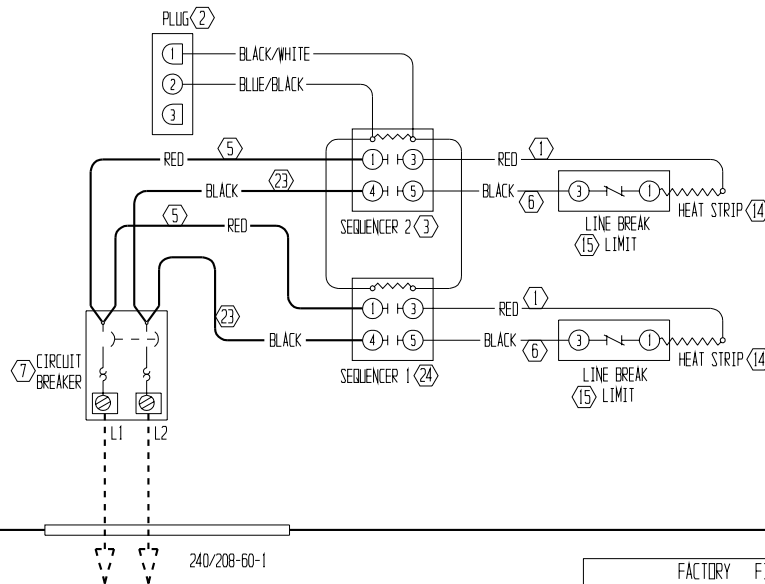 PLUG 2
1 BLACK/WHITE
2 BLUE/BLACK
3
RED 5 1 3 RED 1
BLACK 23 4 5 BLACK 6 3 1
HEAT STRIP 14
5 RED
SEQUENCER 2 3
LINE BREAK
15 LIMIT
1 3 RED 1
23
BLACK 4 5 BLACK 6 3 1
HEAT STRIP 14
7 CIRCUIT
BREAKER
SEQUENCER 1 24
LINE BREAK
15 LIMIT
L1 L2
240/208-60-1
FACTORY